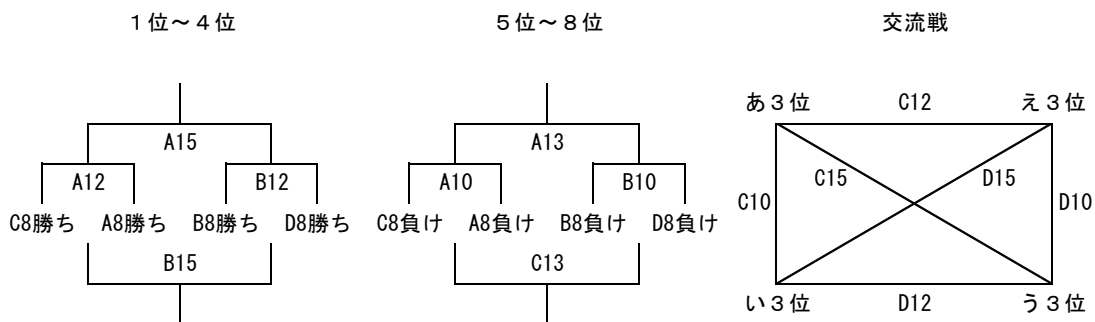 １位～４位
５位～８位
交流戦
あ３位
C12
え３位
A15
A13
A12
B12
A10
B10
C15
D15
C10
D10
C8勝ち
A8勝ち
B8勝ち
D8勝ち
C8負け
A8負け
B8負け
D8負け
B15
C13
い３位
D12
う３位